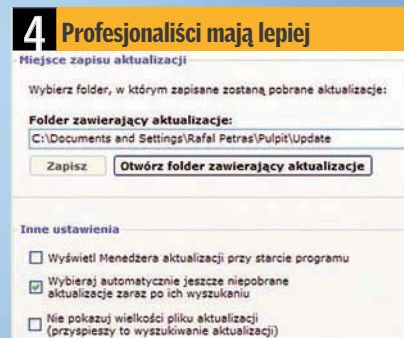 4 Profesjonaliści mają lepiej
Miejsce zapisu aktualizacji
Wybierz folder, w którym zapisane zostaną pobrane aktualizacje:
Folder zawierający aktualizacje:
C:\Documents and Settings\Rafal Petras\Pulpit\Update
Zapisz Otwórz folder zawierający aktualizacje
Inne ustawienia
Wyświetl Menedżera aktualizacji przy starcie programu
Wybieraj automatycznie jeszcze niepobrane
aktualizacje zaraz po ich wyszukaniu
Nie pokazuj wielkości pliku aktualizacji
(przyspieszy to wyszukiwanie aktualizacji)